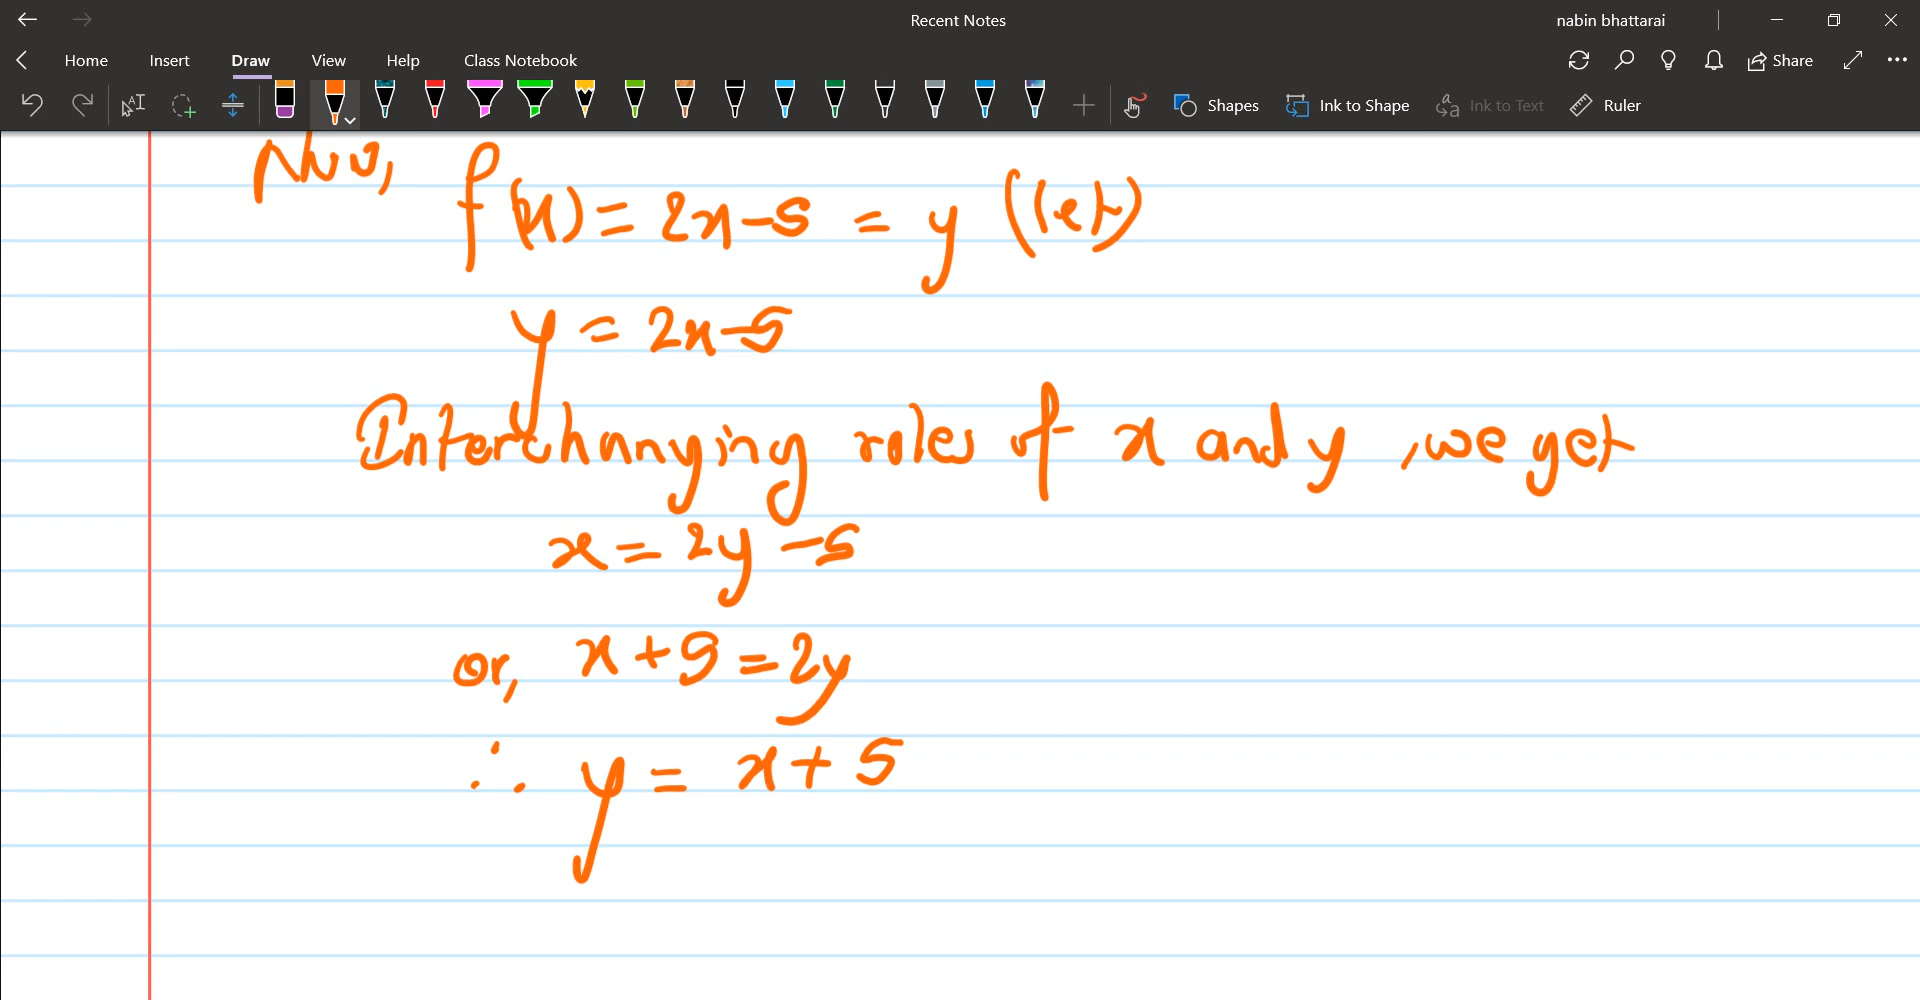 Recent Notes
nabin bhattarai
Home Insert Draw View Help Class Notebook
Share
Shapes Ink to Shape Ink to Text Ruler
Now, f(x) = 2x-5 = y (let)
y = 2x-5
Interchanging roles of x and y, we get
x = 2y -5
or, x+5 = 2y
∴ y = x+5